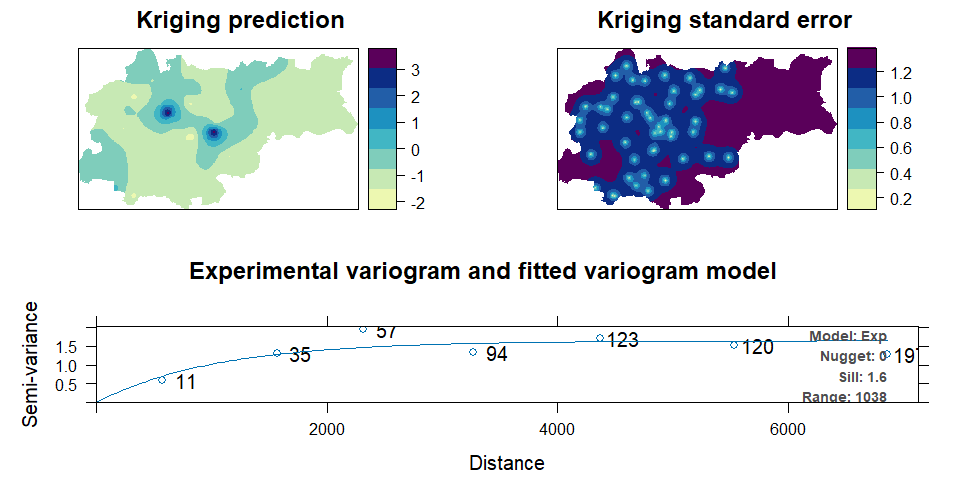 Kriging prediction
3
2
1
0
-1
-2
Kriging standard error
1.2
1.0
0.8
0.6
0.4
0.2
Experimental variogram and fitted variogram model
Semi-variance
1.5
1.0
0.5
11
35
57
94
123
120
19
Model: Exp
Nugget: 0
Sill: 1.6
Range: 1038
2000
4000
6000
Distance